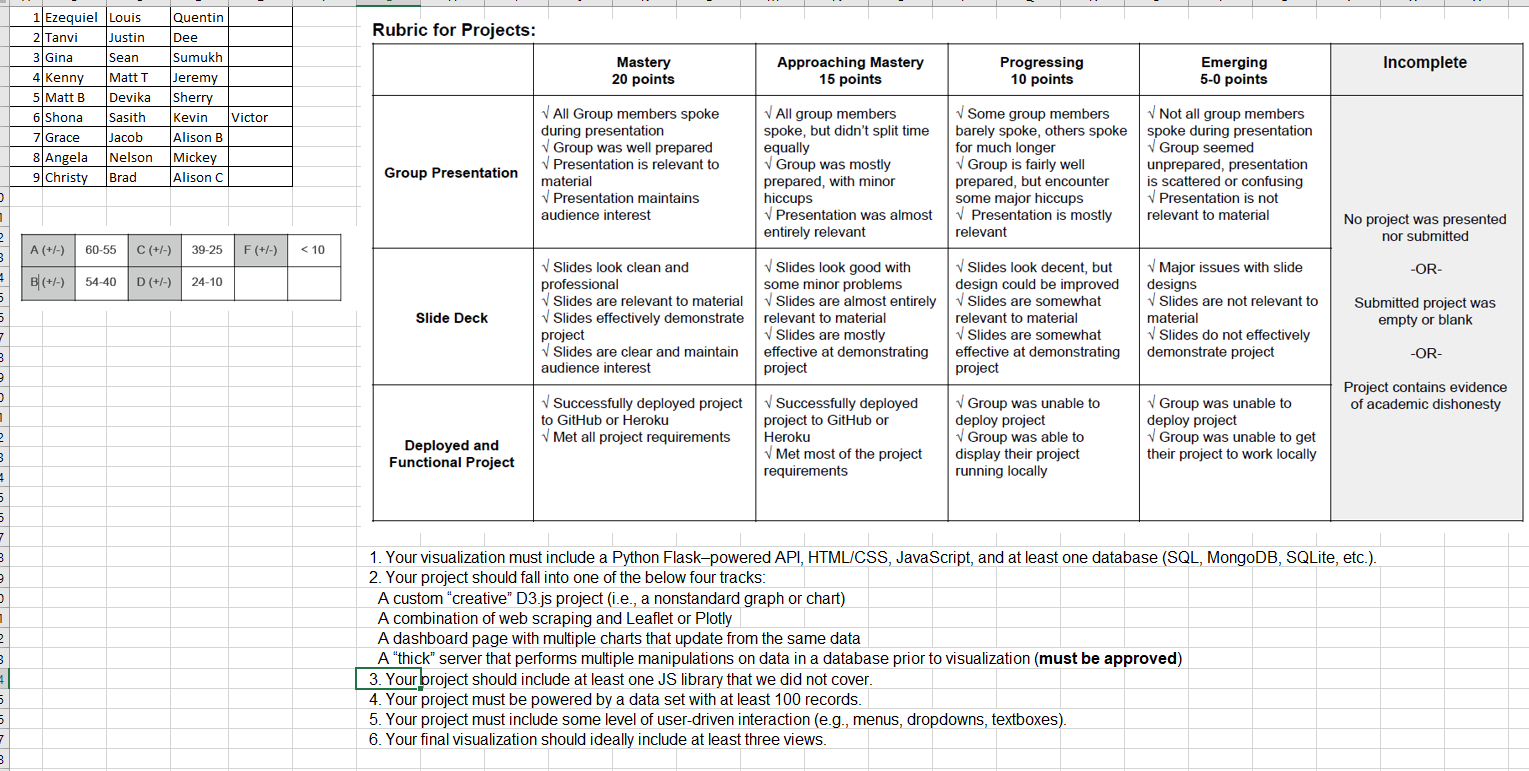 1 Ezequiel Louis Quentin
2 Tanvi Justin Dee
3 Gina Sean Sumukh
4 Kenny Matt T Jeremy
5 Matt B Devika Sherry
6 Shona Sasith Kevin Victor
7 Grace Jacob Alison B
8 Angela Nelson Mickey
9 Christy Brad Alison C
A (+/-) 60-55 C (+/-) 39-25 F (+/-) < 10
B (+/-) 54-40 D (+/-) 24-10
Rubric for Projects:
Mastery
20 points
Approaching Mastery
15 points
Progressing
10 points
Emerging
5-0 points
Incomplete
Group Presentation
√ All Group members spoke
during presentation
√ Group was well prepared
√ Presentation is relevant to
material
√ Presentation maintains
audience interest
√ All group members
spoke, but didn't split time
equally
√ Group was mostly
prepared, with minor
hiccups
√ Presentation was almost
entirely relevant
√ Some group members
barely spoke, others spoke
for much longer
√ Group is fairly well
prepared, but encounter
some major hiccups
√ Presentation is mostly
relevant
√ Not all group members
spoke during presentation
√ Group seemed
unprepared, presentation
is scattered or confusing
√ Presentation is not
relevant to material
Slide Deck
√ Slides look clean and
professional
√ Slides are relevant to material
√ Slides effectively demonstrate
project
√ Slides are clear and maintain
audience interest
√ Slides look good with
some minor problems
√ Slides are almost entirely
relevant to material
√ Slides are mostly
effective at demonstrating
project
√ Slides look decent, but
design could be improved
√ Slides are somewhat
relevant to material
√ Slides are somewhat
effective at demonstrating
project
√ Major issues with slide
designs
√ Slides are not relevant to
material
√ Slides do not effectively
demonstrate project
Deployed and
Functional Project
√ Successfully deployed project
to GitHub or Heroku
√ Met all project requirements
√ Successfully deployed
project to GitHub or
Heroku
√ Met most of the project
requirements
√ Group was unable to
deploy project
√ Group was able to
display their project
running locally
√ Group was unable to
deploy project
√ Group was unable to get
their project to work locally
No project was presented
nor submitted
-OR-
Submitted project was
empty or blank
-OR-
Project contains evidence
of academic dishonesty
1. Your visualization must include a Python Flask–powered API, HTML/CSS, JavaScript, and at least one database (SQL, MongoDB, SQLite, etc.).
2. Your project should fall into one of the below four tracks:
A custom “creative” D3.js project (i.e., a nonstandard graph or chart)
A combination of web scraping and Leaflet or Plotly
A dashboard page with multiple charts that update from the same data
A “thick” server that performs multiple manipulations on data in a database prior to visualization (must be approved)
3. Your project should include at least one JS library that we did not cover.
4. Your project must be powered by a data set with at least 100 records.
5. Your project must include some level of user-driven interaction (e.g., menus, dropdowns, textboxes).
6. Your final visualization should ideally include at least three views.